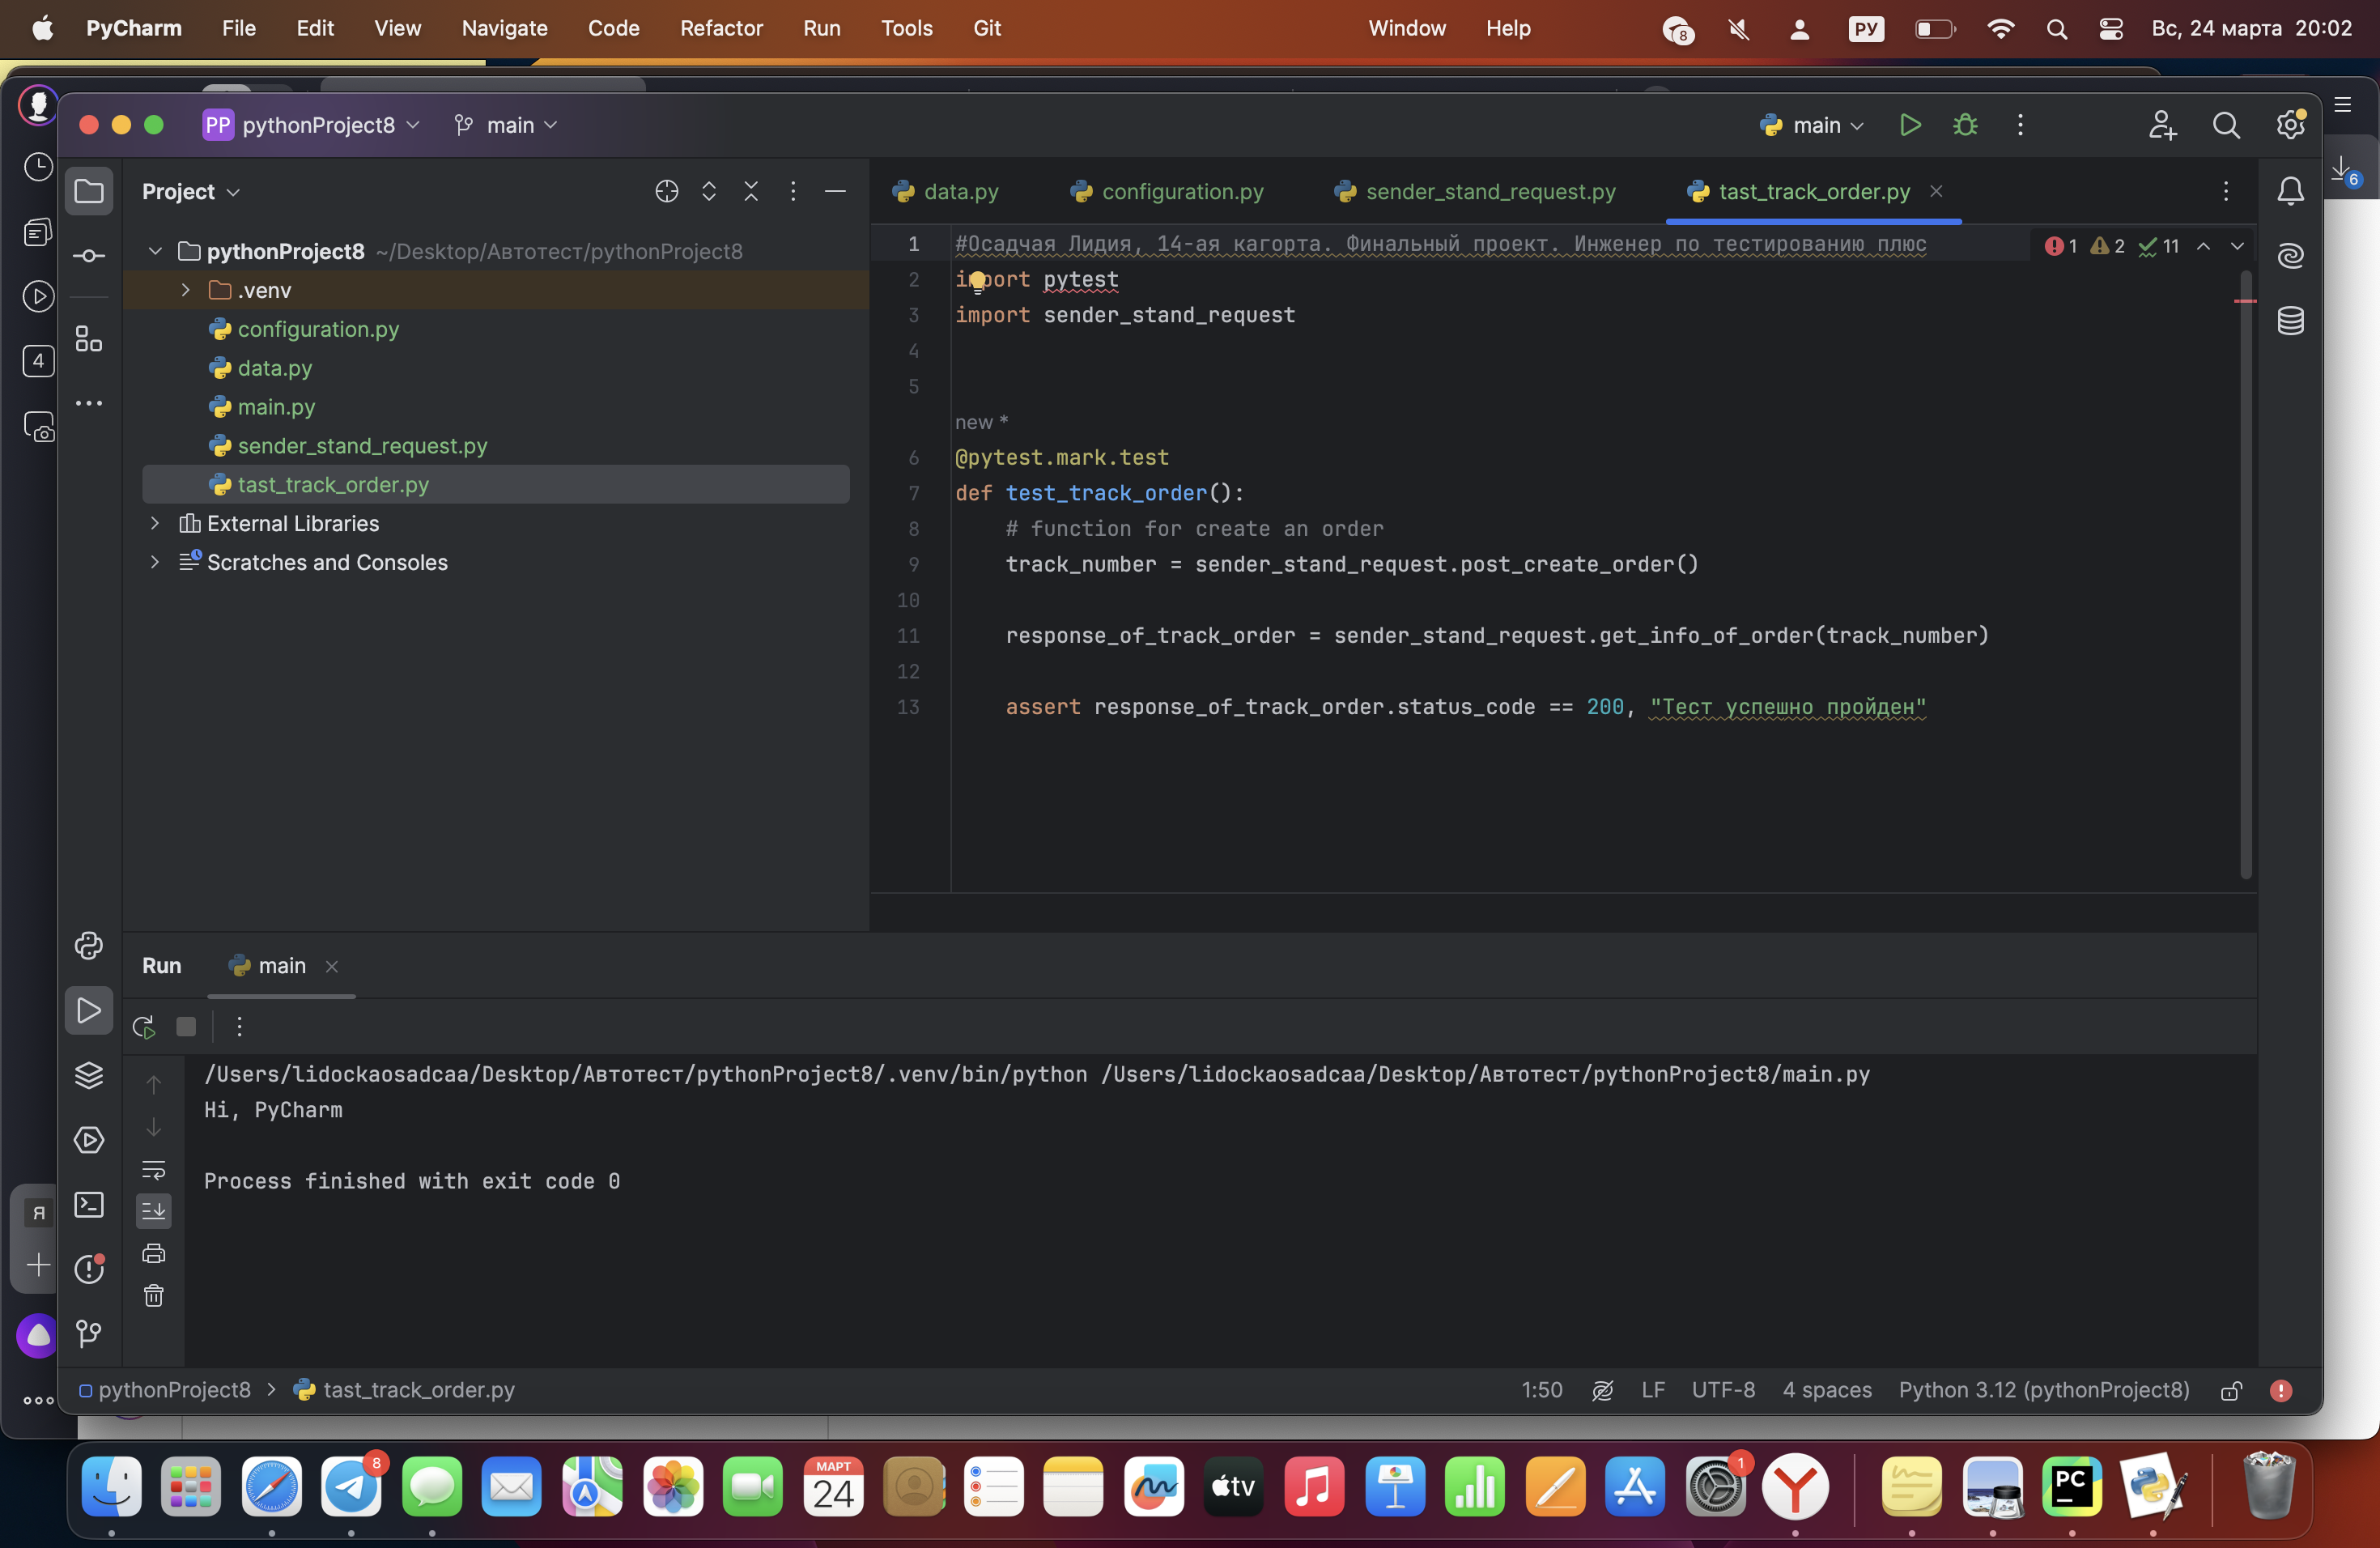 PyCharm File Edit View Navigate Code Refactor Run Tools Git Window Help 8 РУ Вс, 24 марта 20:02
PP pythonProject8 main main
6
4
Project
data.py configuration.py sender_stand_request.py tast_track_order.py
pythonProject8 ~/Desktop/Автотест/pythonProject8
.venv
configuration.py
data.py
main.py
sender_stand_request.py
tast_track_order.py
External Libraries
Scratches and Consoles
1 #Осадчая Лидия, 14-ая кагорта. Финальный проект. Инженер по тестированию плюс 1 2 11
2 import pytest
3 import sender_stand_request
4
5
new *
6 @pytest.mark.test
7 def test_track_order():
8 # function for create an order
9 track_number = sender_stand_request.post_create_order()
10
11 response_of_track_order = sender_stand_request.get_info_of_order(track_number)
12
13 assert response_of_track_order.status_code == 200, "Тест успешно пройден"
Run main
/Users/lidockaosadcaa/Desktop/Автотест/pythonProject8/.venv/bin/python /Users/lidockaosadcaa/Desktop/Автотест/pythonProject8/main.py
Hi, PyCharm
Process finished with exit code 0
Я
pythonProject8 > tast_track_order.py 1:50 LF UTF-8 4 spaces Python 3.12 (pythonProject8)
8 МАРТ 24 tv 1 PC